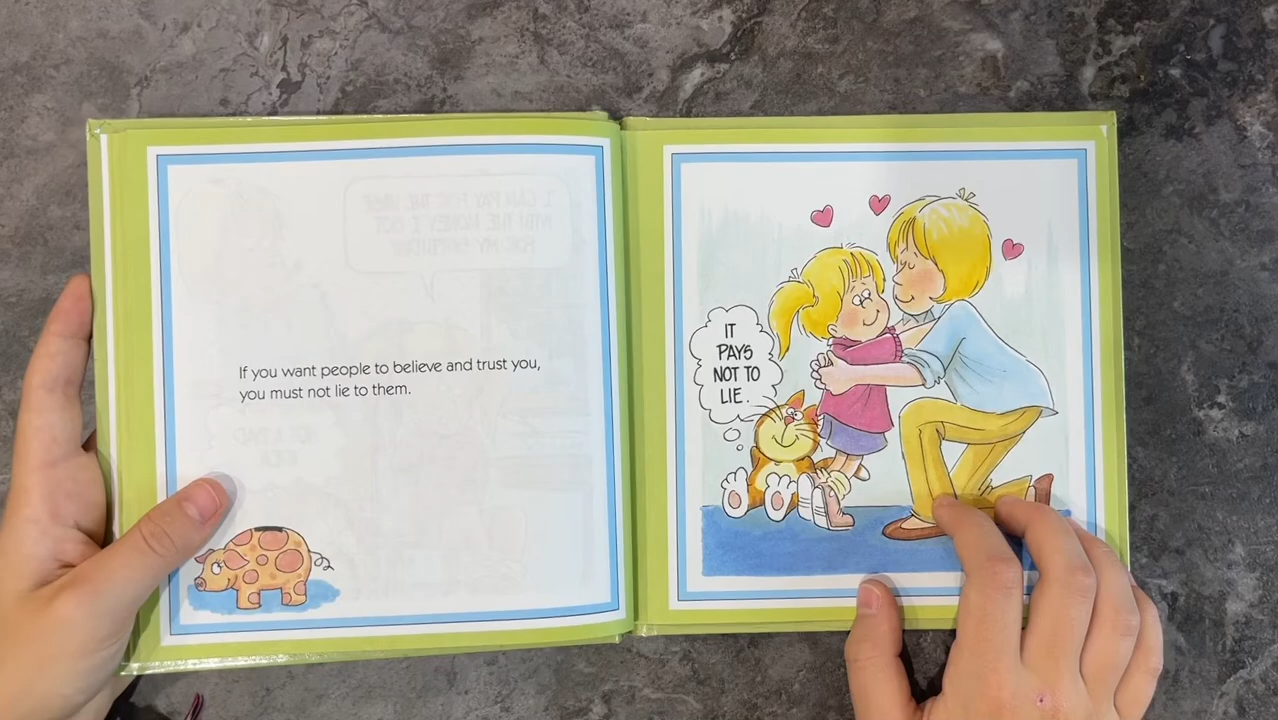 If you want people to believe and trust you,
you must not lie to them.
IT
PAYS
NOT TO
LIE.